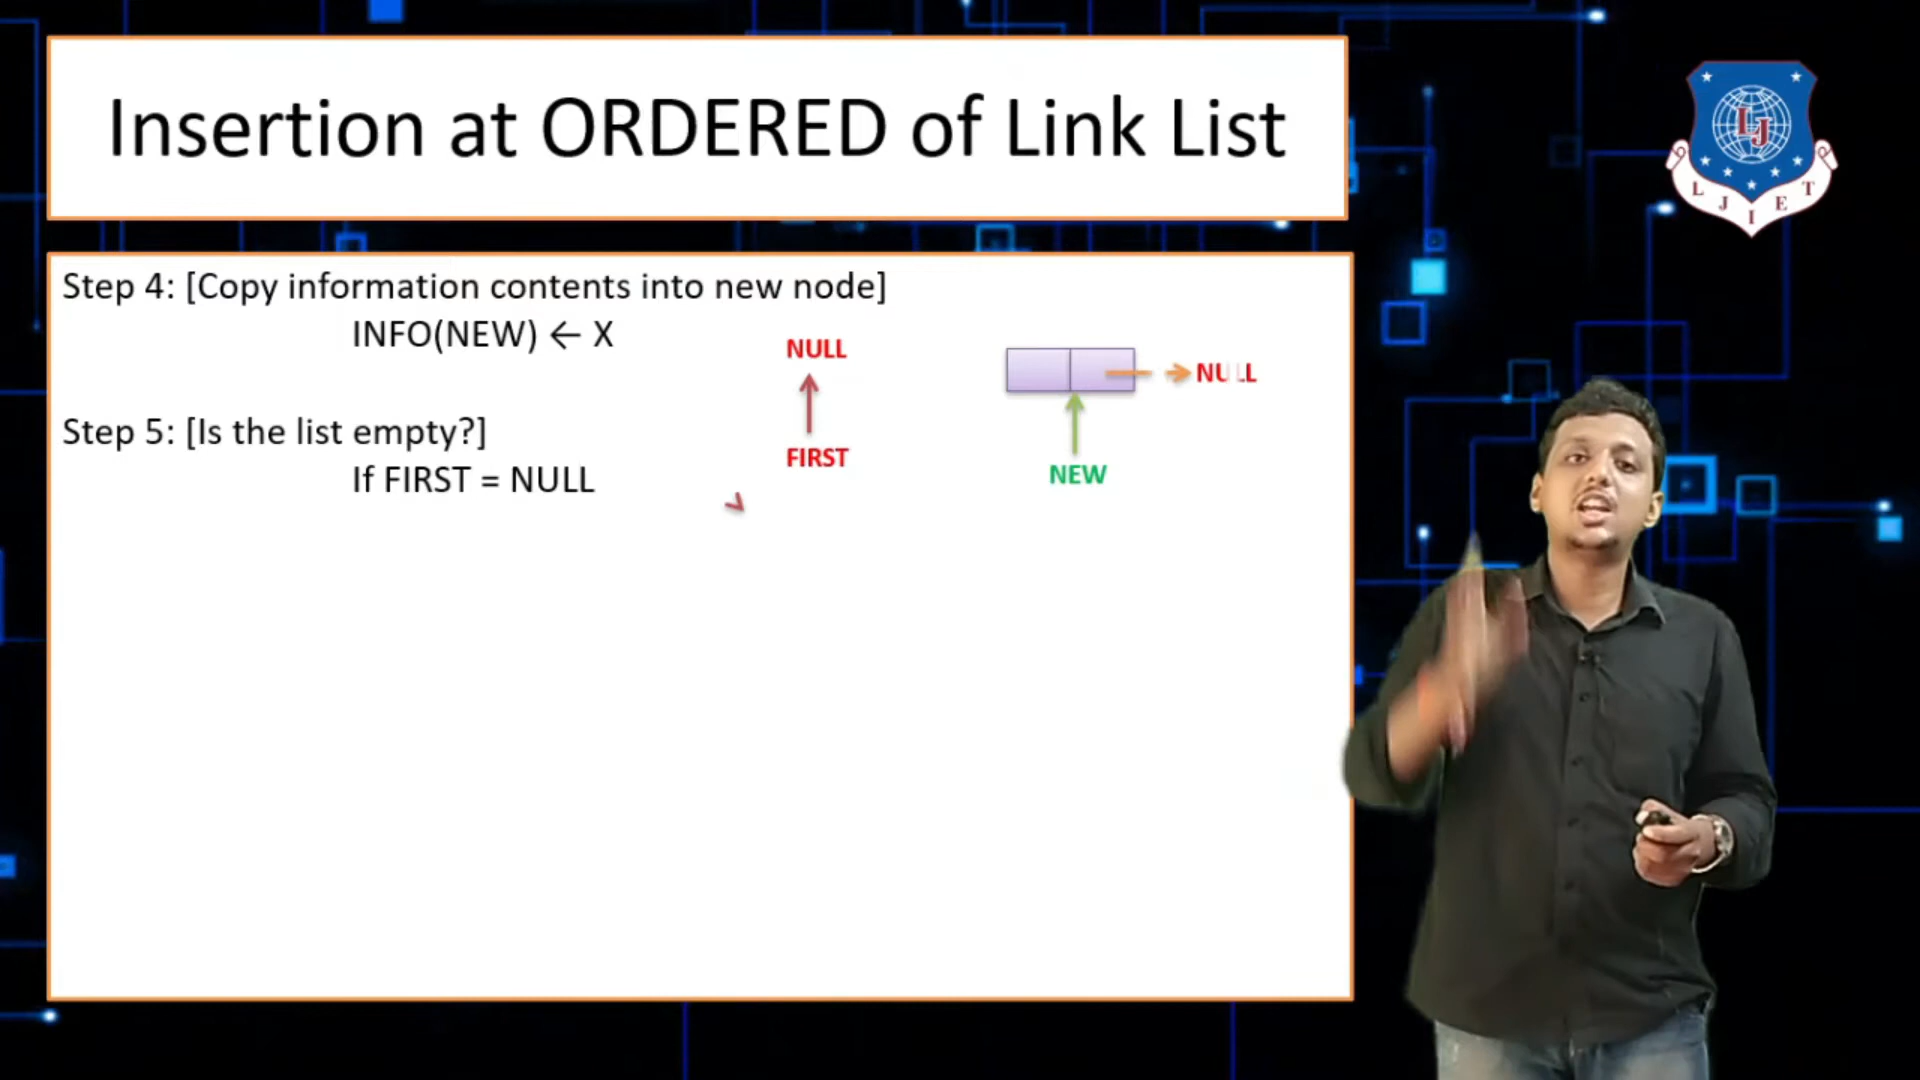 Insertion at ORDERED of Link List
Step 4: [Copy information contents into new node]
INFO(NEW) ← X
NULL
NULL
Step 5: [Is the list empty?]
FIRST
NEW
If FIRST = NULL
LJ
L J I E T